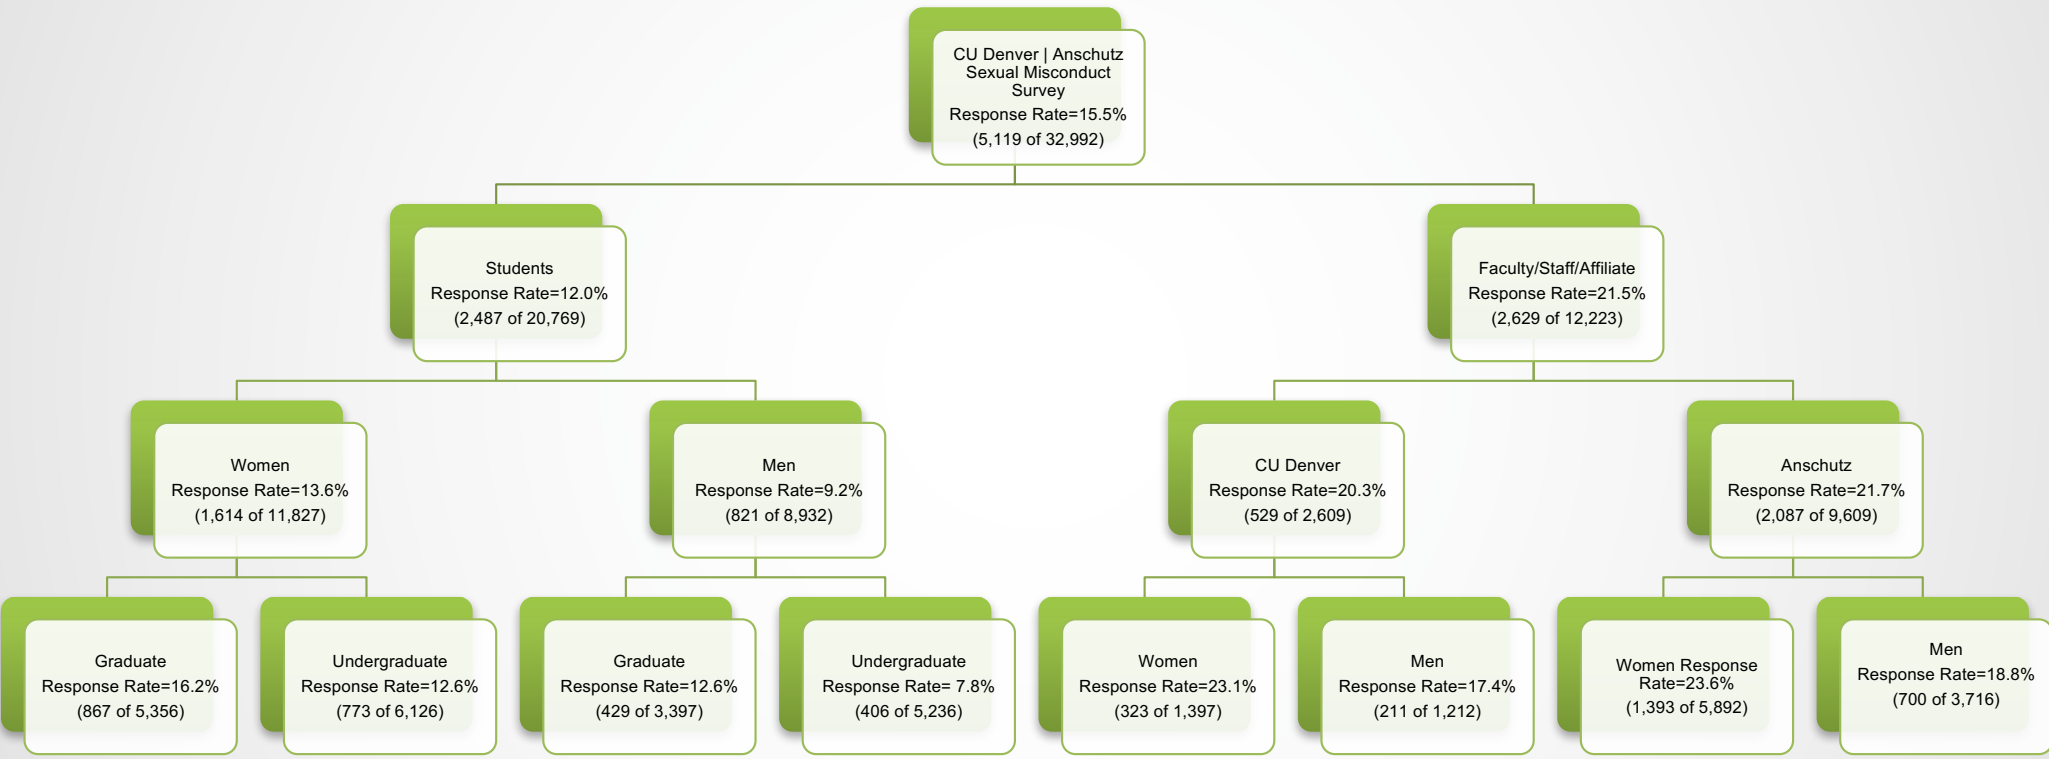 CU Denver | Anschutz
Sexual Misconduct
Survey
Response Rate=15.5%
(5,119 of 32,992)
Students
Response Rate=12.0%
(2,487 of 20,769)
Faculty/Staff/Affiliate
Response Rate=21.5%
(2,629 of 12,223)
Women
Response Rate=13.6%
(1,614 of 11,827)
Men
Response Rate=9.2%
(821 of 8,932)
CU Denver
Response Rate=20.3%
(529 of 2,609)
Anschutz
Response Rate=21.7%
(2,087 of 9,609)
Graduate
Response Rate=16.2%
(867 of 5,356)
Undergraduate
Response Rate=12.6%
(773 of 6,126)
Graduate
Response Rate=12.6%
(429 of 3,397)
Undergraduate
Response Rate= 7.8%
(406 of 5,236)
Women
Response Rate=23.1%
(323 of 1,397)
Men
Response Rate=17.4%
(211 of 1,212)
Women Response
Rate=23.6%
(1,393 of 5,892)
Men
Response Rate=18.8%
(700 of 3,716)